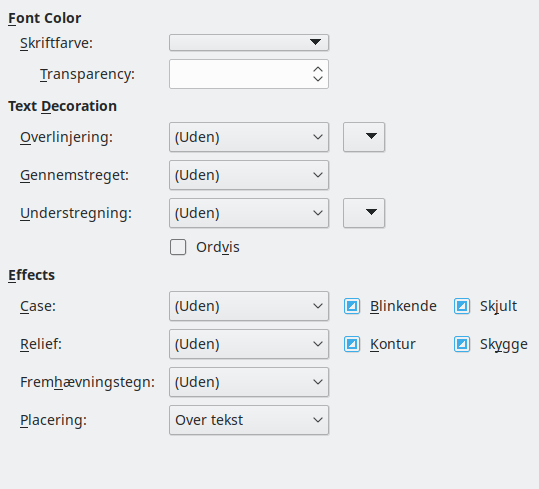 Font Color
Skriftfarve:
Transparency:
Text Decoration
Overlinjering: (Uden)
Gennemstreget: (Uden)
Understregning: (Uden)
Ordvis
Effects
Case: (Uden) Blinkende Skjult
Relief: (Uden) Kontur Skygge
Fremhævningstegn: (Uden)
Placering: Over tekst